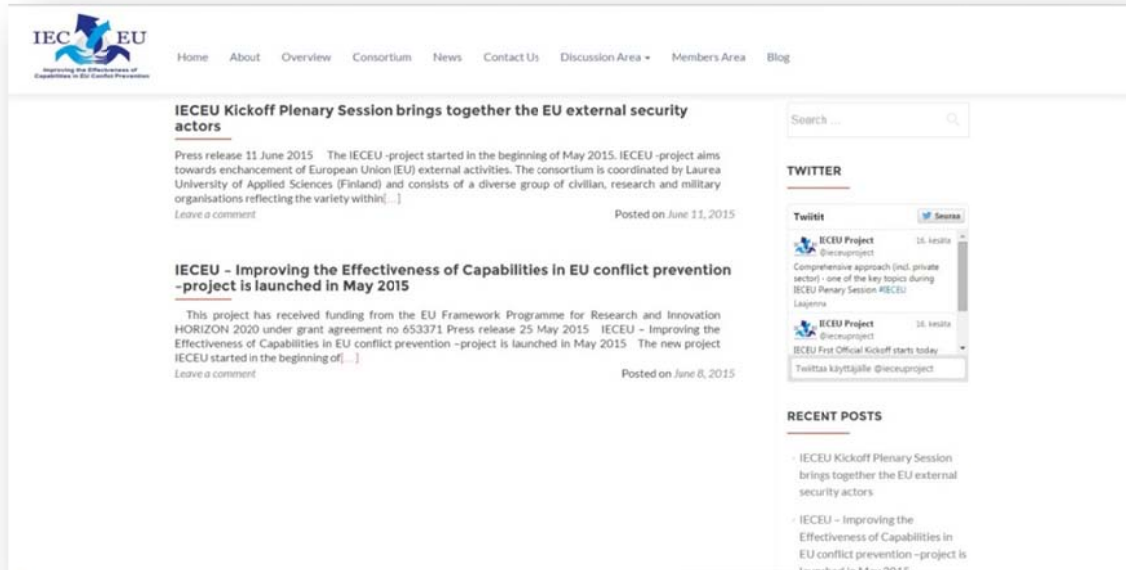 IEC EU
Improving the Effectiveness of
Capabilities in EU Conflict Prevention
Home About Overview Consortium News Contact Us Discussion Area Members Area Blog
IECEU Kickoff Plenary Session brings together the EU external security
actors
Press release 11 June 2015 The IECEU -project started in the beginning of May 2015. IECEU -project aims
towards enchancement of European Union (EU) external activities. The consortium is coordinated by Laurea
University of Applied Sciences (Finland) and consists of a diverse group of civilian, research and military
organisations reflecting the variety within[...]
Leave a comment Posted on June 11, 2015
IECEU – Improving the Effectiveness of Capabilities in EU conflict prevention
–project is launched in May 2015
This project has received funding from the EU Framework Programme for Research and Innovation
HORIZON 2020 under grant agreement no 653371 Press release 25 May 2015 IECEU – Improving the
Effectiveness of Capabilities in EU conflict prevention –project is launched in May 2015 The new project
IECEU started in the beginning of[...]
Leave a comment Posted on June 8, 2015
Search ...
TWITTER
Twiitit Seuraa
IECEU Project 16. kesäta
@ieceuproject
Comprehensive approach (incl. private
sector) - one of the key topics during
IECEU Plenary Session #IECEU
Laajenna
IECEU Project 16. kesäta
@ieceuproject
IECEU First Official Kickoff starts today
Twiittaa käyttäjälle @ieceuproject
RECENT POSTS
IECEU Kickoff Plenary Session
brings together the EU external
security actors
IECEU – Improving the
Effectiveness of Capabilities in
EU conflict prevention –project is
launched in May 2015